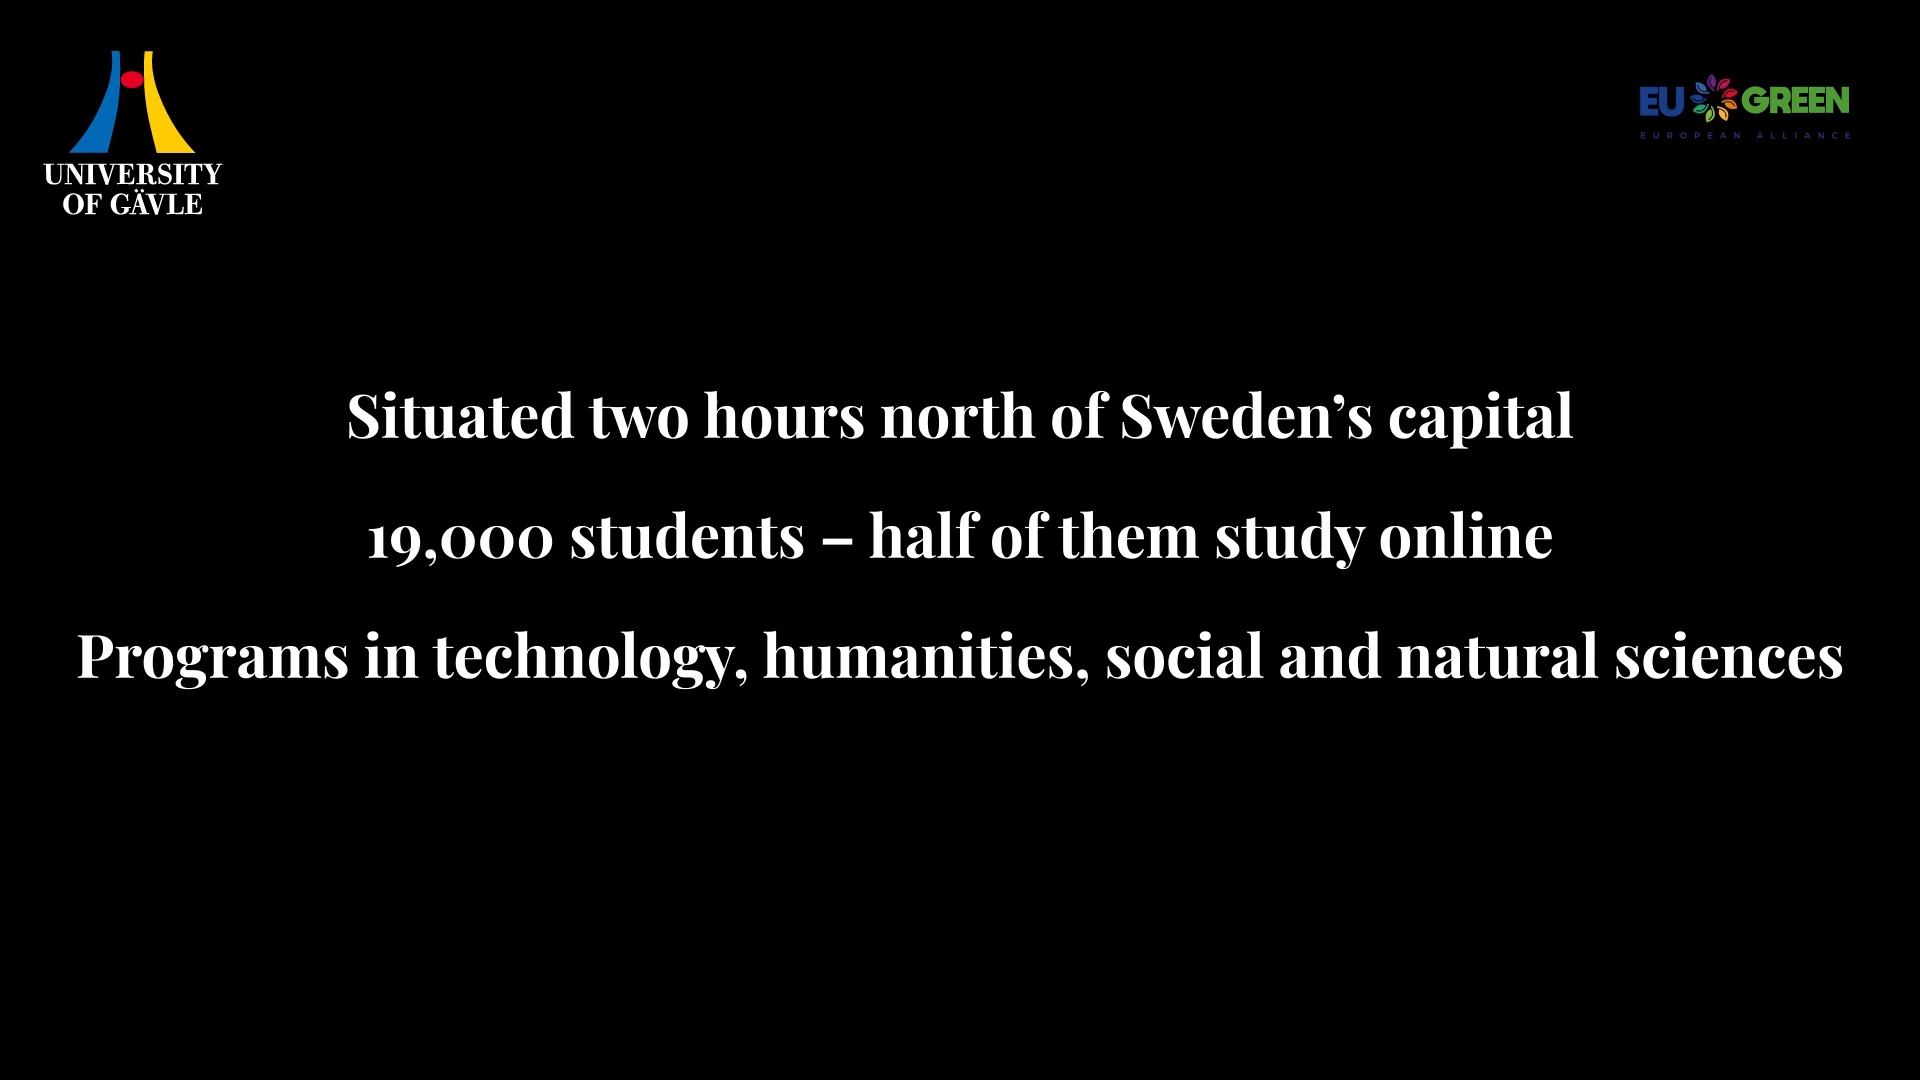 UNIVERSITY
OF GÄVLE
EU GREEN
EUROPEAN ALLIANCE
Situated two hours north of Sweden’s capital
19,000 students – half of them study online
Programs in technology, humanities, social and natural sciences